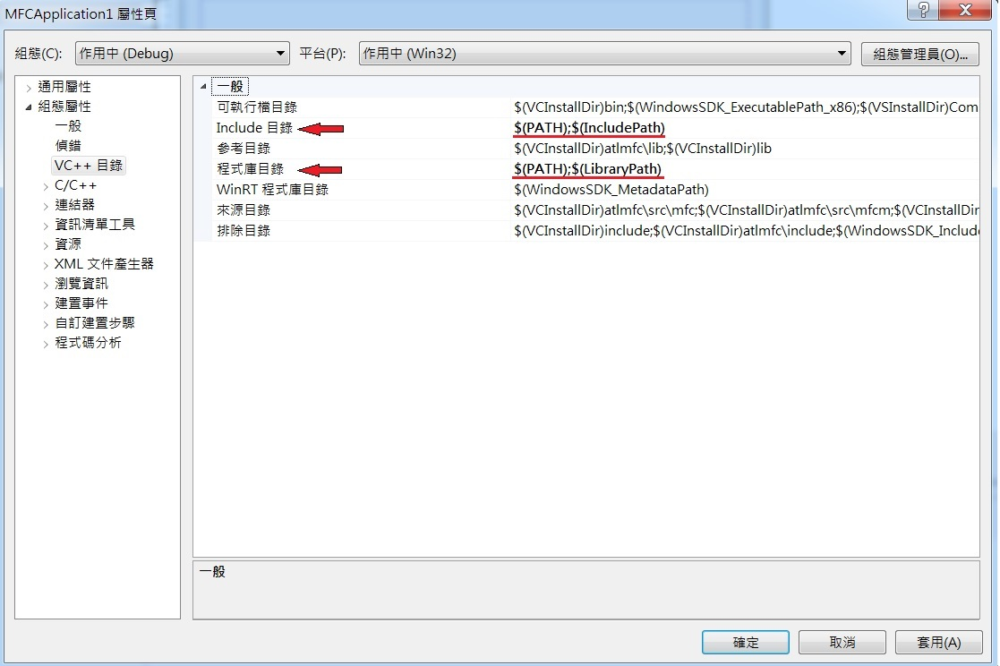 MFCApplication1 屬性頁
組態(C): 作用中 (Debug) 平台(P): 作用中 (Win32) 組態管理員(O)...
通用屬性
組態屬性
一般
偵錯
VC++ 目錄
C/C++
連結器
資訊清單工具
資源
XML 文件產生器
瀏覽資訊
建置事件
自訂建置步驟
程式碼分析
一般
可執行檔目錄 $(VCInstallDir)bin;$(WindowsSDK_ExecutablePath_x86);$(VSInstallDir)Com
Include 目錄 $(PATH);$(IncludePath)
參考目錄 $(VCInstallDir)atlmfc\lib;$(VCInstallDir)lib
程式庫目錄 $(PATH);$(LibraryPath)
WinRT 程式庫目錄 $(WindowsSDK_MetadataPath)
來源目錄 $(VCInstallDir)atlmfc\src\mfc;$(VCInstallDir)atlmfc\src\mfcm;$(VCInstallDir
排除目錄 $(VCInstallDir)include;$(VCInstallDir)atlmfc\include;$(WindowsSDK_Include
一般
確定 取消 套用(A)